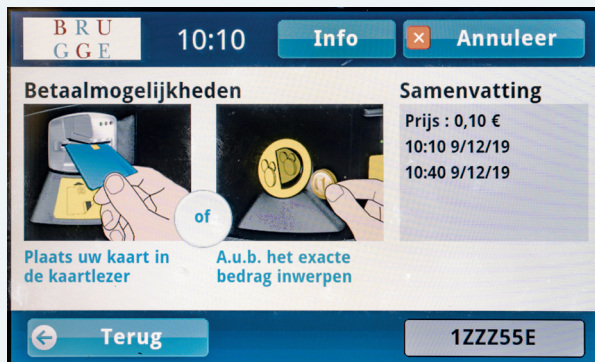 BRU
GGE
10:10
Info
Annuleer
Betaalmogelijkheden
Samenvatting
Prijs : 0,10 €
10:10 9/12/19
10:40 9/12/19
of
Plaats uw kaart in
de kaartlezer
A.u.b. het exacte
bedrag inwerpen
Terug
1ZZZ55E